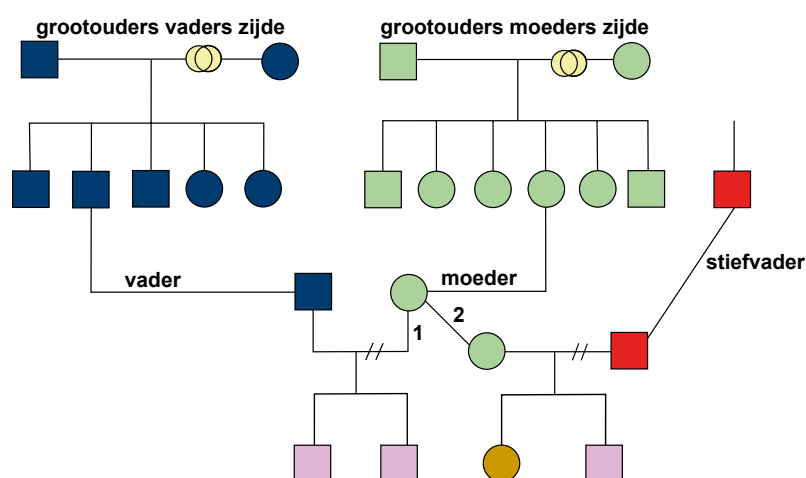 grootouders vaders zijde
grootouders moeders zijde
stiefvader
vader
moeder
2
1